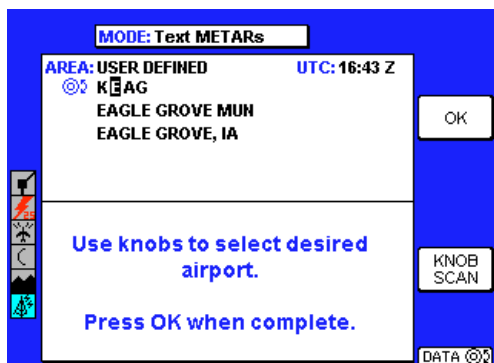 MODE: Text METARs
AREA: USER DEFINED UTC: 16:43 Z
KEAG
EAGLE GROVE MUN
EAGLE GROVE, IA
OK
25
Use knobs to select desired
airport.
Press OK when complete.
KNOB
SCAN
DATA